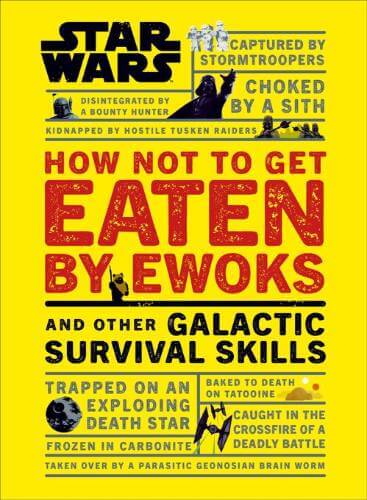 STAR
WARS
CAPTURED BY
STORMTROOPERS
DISINTEGRATED BY
A BOUNTY HUNTER
CHOKED
BY A SITH
KIDNAPPED BY HOSTILE TUSKEN RAIDERS
HOW NOT TO GET
EATEN
BY EWOKS
AND OTHER GALACTIC
SURVIVAL SKILLS
TRAPPED ON AN
EXPLODING
DEATH STAR
BAKED TO DEATH
ON TATOOINE
CAUGHT IN THE
CROSSFIRE OF
A DEADLY BATTLE
FROZEN IN CARBONITE
TAKEN OVER BY A PARASITIC GEONOSIAN BRAIN WORM